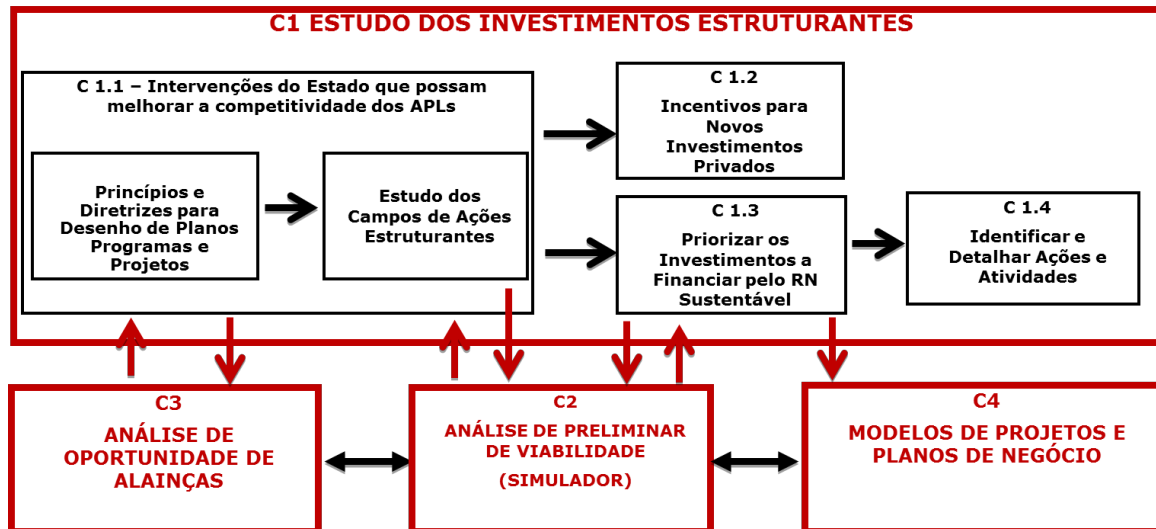 C1 ESTUDO DOS INVESTIMENTOS ESTRUTURANTES
C 1.1 – Intervenções do Estado que possam
melhorar a competitividade dos APLs
Princípios e
Diretrizes para
Desenho de Planos
Programas e
Projetos
Estudo dos
Campos de Ações
Estruturantes
C 1.2
Incentivos para
Novos
Investimentos
Privados
C 1.3
Priorizar os
Investimentos a
Financiar pelo RN
Sustentável
C 1.4
Identificar e
Detalhar Ações e
Atividades
C3
ANÁLISE DE
OPORTUNIDADE DE
ALAINÇAS
C2
ANÁLISE DE PRELIMINAR
DE VIABILIDADE
(SIMULADOR)
C4
MODELOS DE PROJETOS E
PLANOS DE NEGÓCIO